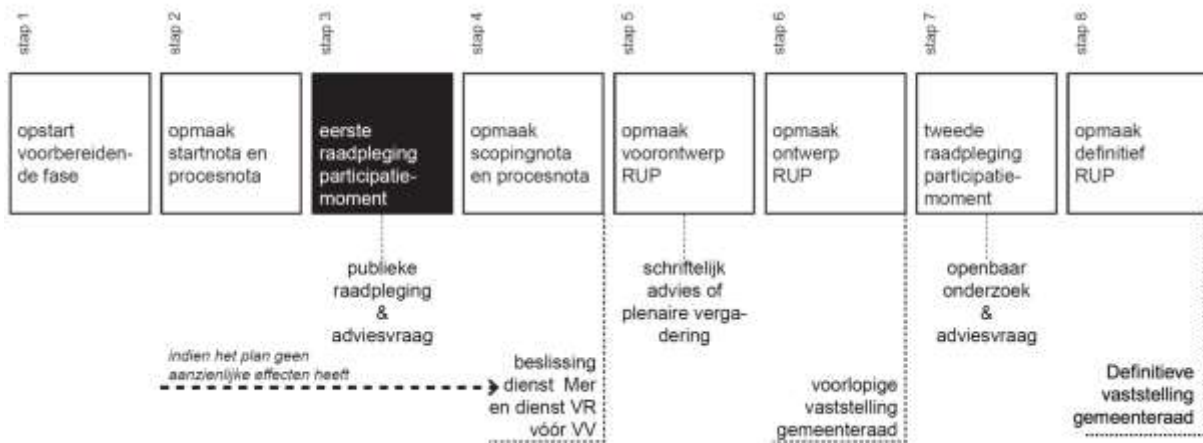 stap 1
stap 2
stap 3
stap 4
stap 5
stap 6
stap 7
stap 8
opstart
voorbereiden-
de fase
opmaak
startnota en
procesnota
eerste
raadpleging
participatie-
moment
opmaak
scopingnota
en procesnota
opmaak
voorontwerp
RUP
opmaak
ontwerp
RUP
tweede
raadpleging
participatie-
moment
opmaak
definitief
RUP
publieke
raadpleging
&
adviesvraag
schriftelijk
advies of
plenaire verga-
dering
openbaar
onderzoek
&
adviesvraag
indien het plan geen
aanzienlijke effecten heeft
beslissing
dienst Mer
en dienst VR
vóór VV
voorlopige
vaststelling
gemeenteraad
Definitieve
vaststelling
gemeenteraad